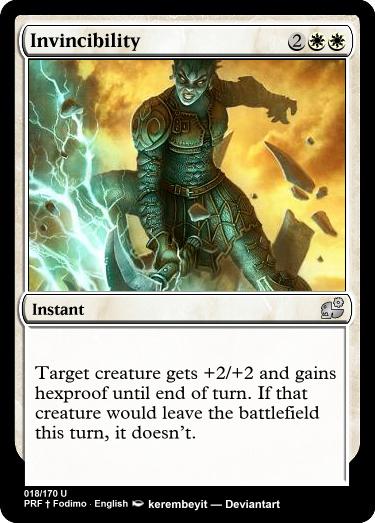 Invincibility 2
Instant
Target creature gets +2/+2 and gains
hexproof until end of turn. If that
creature would leave the battlefield
this turn, it doesn't.
018/170 U
PRF † Fodimo · English kerembeyit — Deviantart